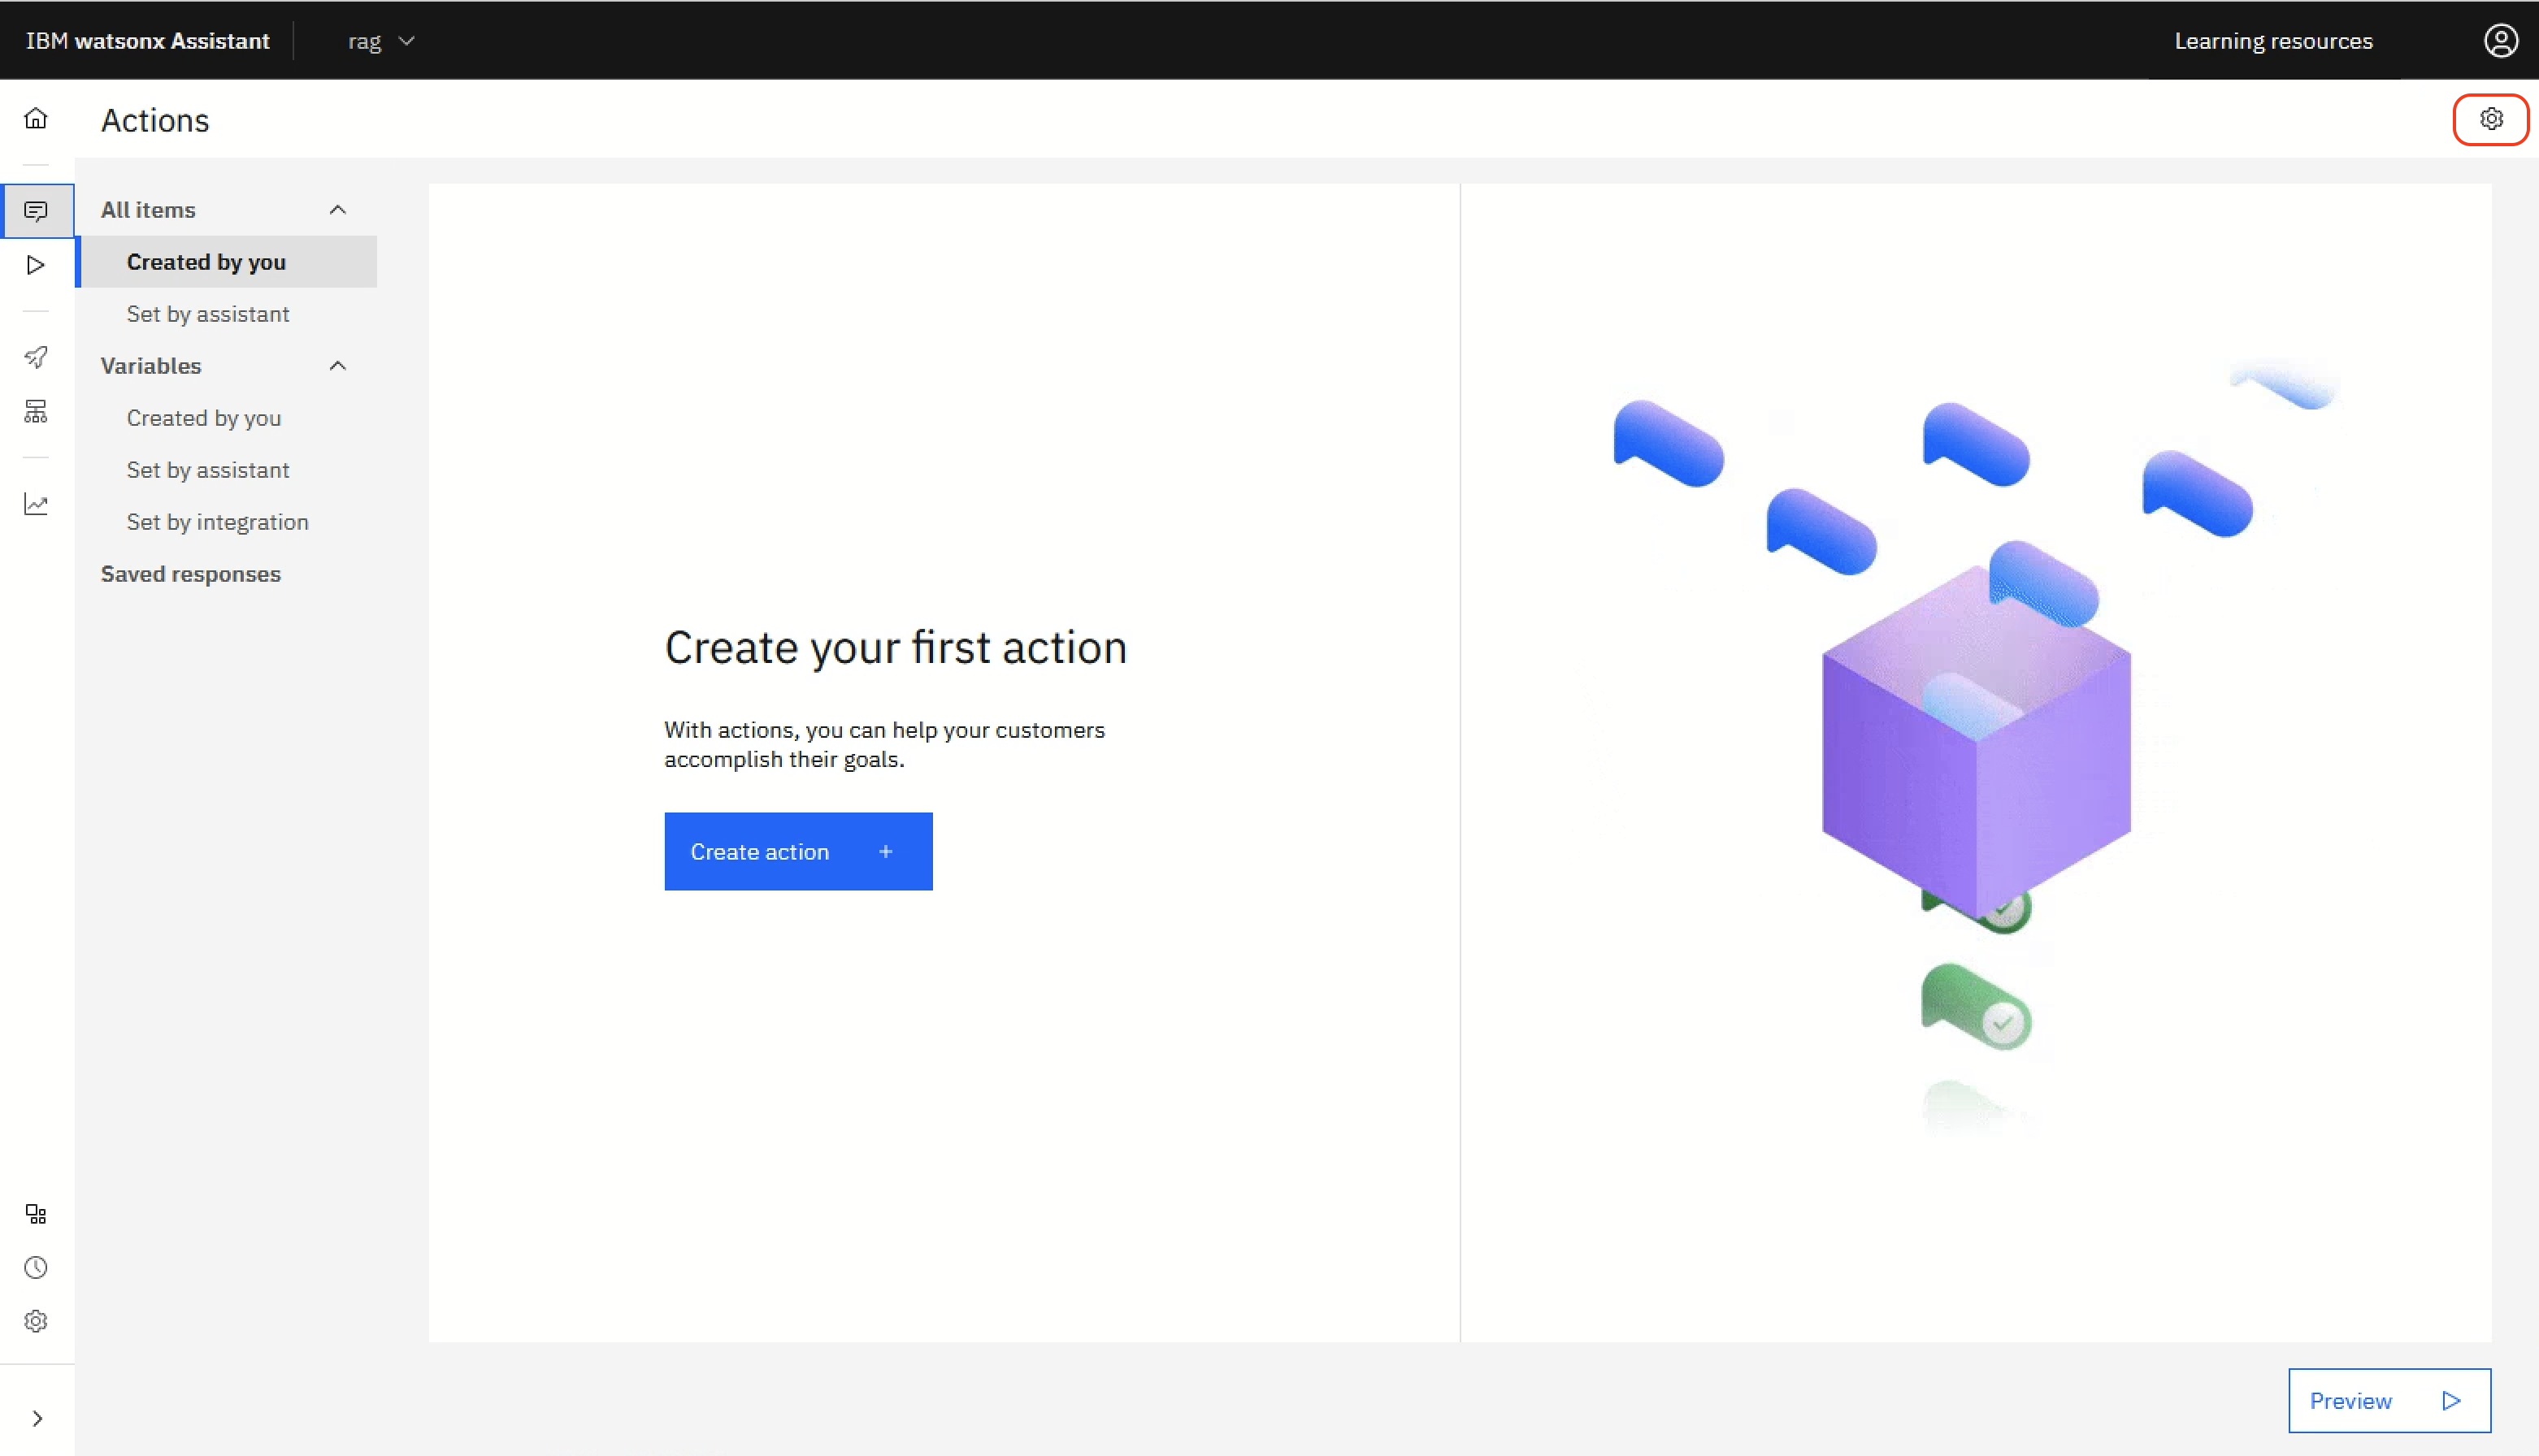 IBM watsonx Assistant
rag
Learning resources
Actions
All items
Created by you
Set by assistant
Variables
Created by you
Set by assistant
Set by integration
Saved responses
Create your first action
With actions, you can help your customers
accomplish their goals.
Create action +
Preview